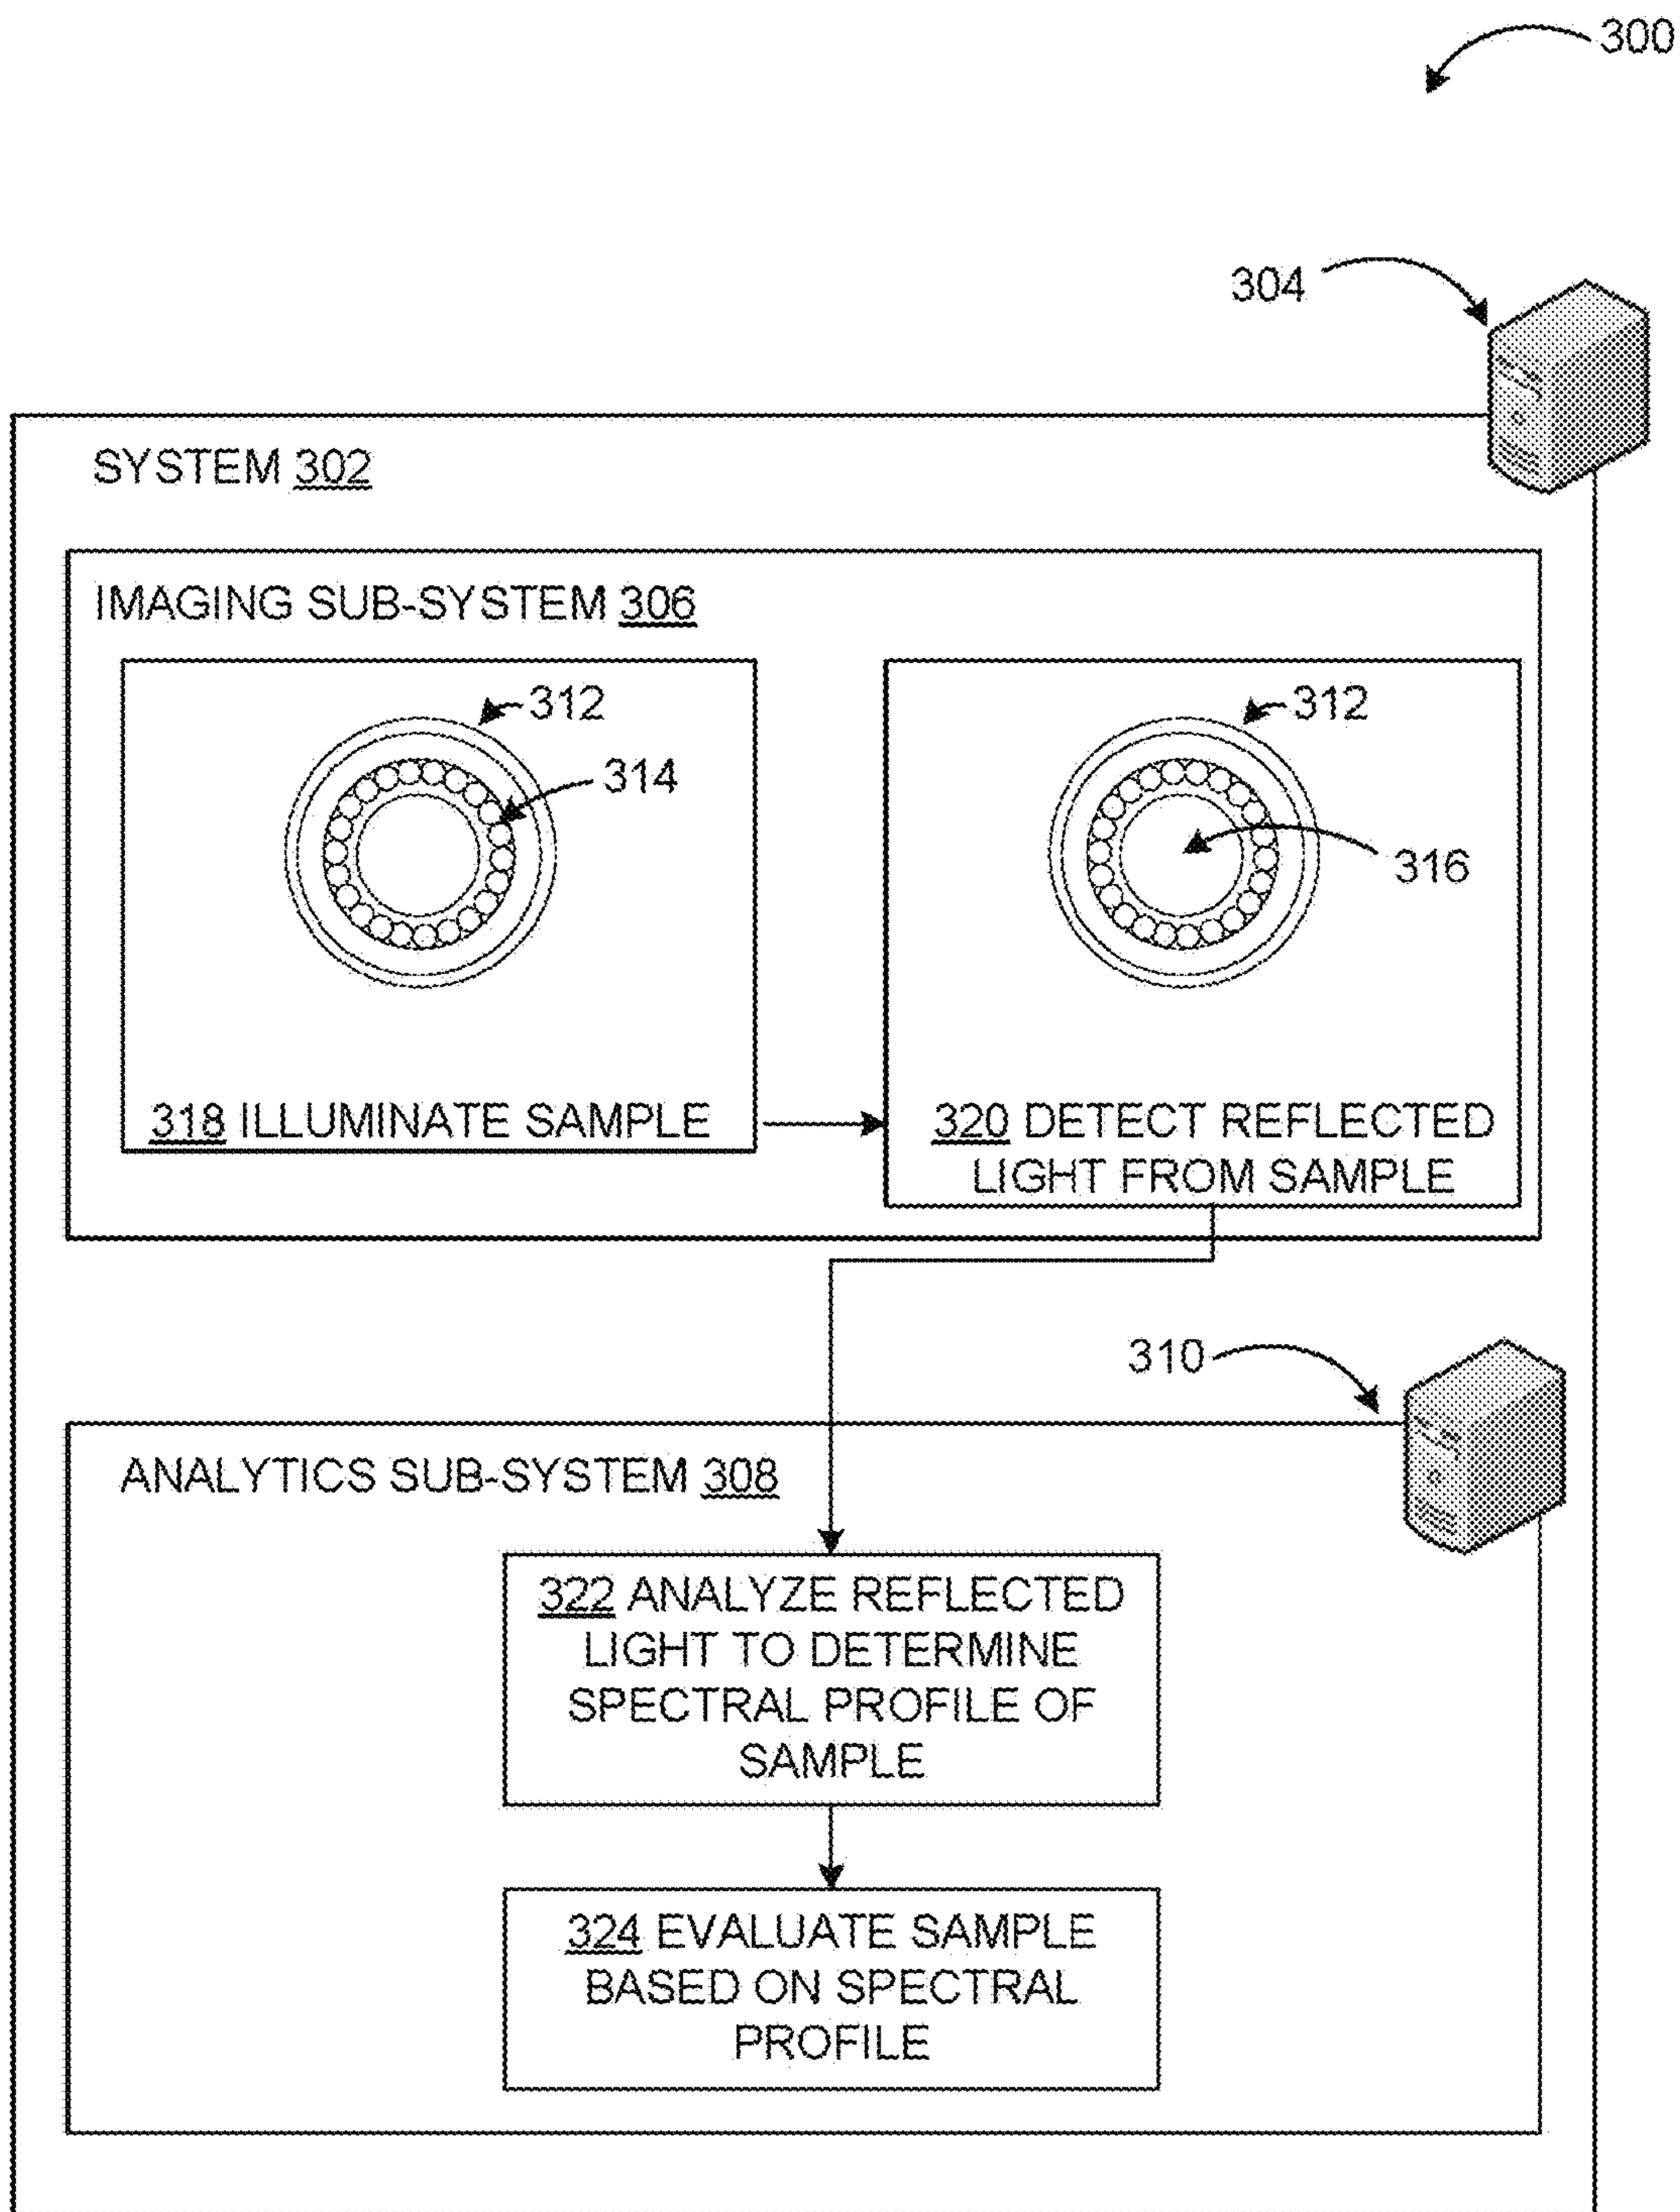 300
304
SYSTEM 302
IMAGING SUB-SYSTEM 306
312
314
318 ILLUMINATE SAMPLE
312
316
320 DETECT REFLECTED
LIGHT FROM SAMPLE
310
ANALYTICS SUB-SYSTEM 308
322 ANALYZE REFLECTED
LIGHT TO DETERMINE
SPECTRAL PROFILE OF
SAMPLE
324 EVALUATE SAMPLE
BASED ON SPECTRAL
PROFILE